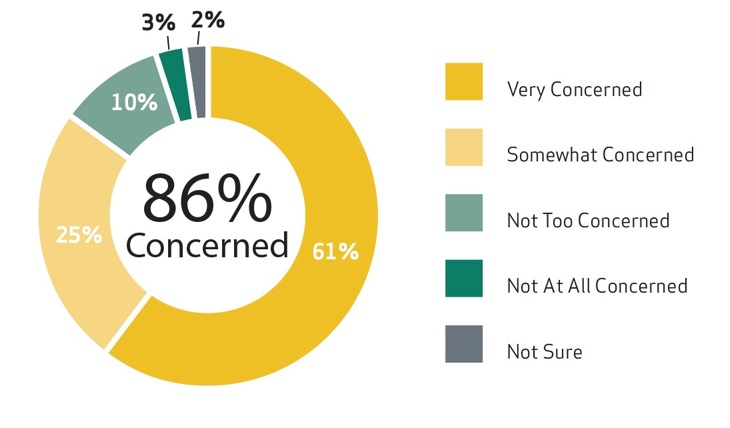 3%
2%
10%
25%
61%
86%
Concerned
Very Concerned
Somewhat Concerned
Not Too Concerned
Not At All Concerned
Not Sure